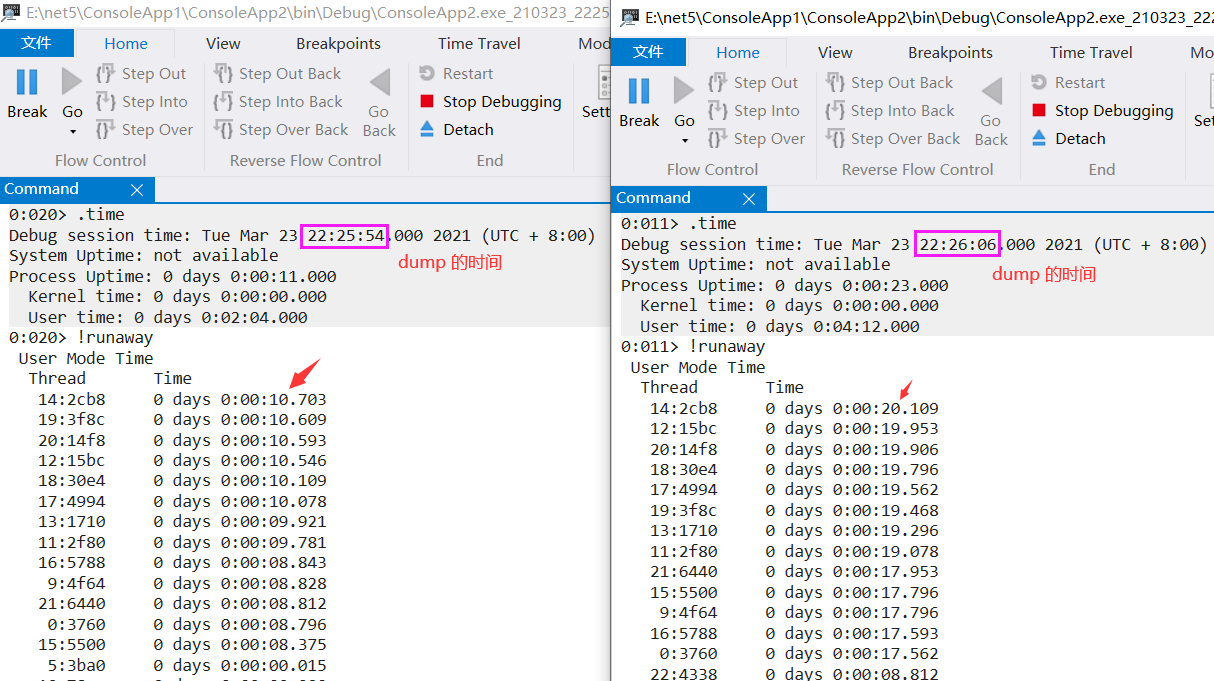 E:\net5\ConsoleApp1\ConsoleApp2\bin\Debug\ConsoleApp2.exe_210323_2225
文件 Home View Breakpoints Time Travel Mod
Step Out Step Out Back Restart
Step Into Step Into Back Stop Debugging
Break Go Go Sett
Step Over Step Over Back Back Detach
Flow Control Reverse Flow Control End
Command
0:020> .time
Debug session time: Tue Mar 23 22:25:54.000 2021 (UTC + 8:00)
System Uptime: not available
dump 的时间
Process Uptime: 0 days 0:00:11.000
Kernel time: 0 days 0:00:00.000
User time: 0 days 0:02:04.000
0:020> !runaway
User Mode Time
Thread Time
14:2cb8 0 days 0:00:10.703
19:3f8c 0 days 0:00:10.609
20:14f8 0 days 0:00:10.593
12:15bc 0 days 0:00:10.546
18:30e4 0 days 0:00:10.109
17:4994 0 days 0:00:10.078
13:1710 0 days 0:00:09.921
11:2f80 0 days 0:00:09.781
16:5788 0 days 0:00:08.843
9:4f64 0 days 0:00:08.828
21:6440 0 days 0:00:08.812
0:3760 0 days 0:00:08.796
15:5500 0 days 0:00:08.375
5:3ba0 0 days 0:00:00.015
E:\net5\ConsoleApp1\ConsoleApp2\bin\Debug\ConsoleApp2.exe_210323_222
文件 Home View Breakpoints Time Travel Mo
Step Out Step Out Back Restart
Step Into Step Into Back Stop Debugging
Break Go Go Set
Step Over Step Over Back Back Detach
Flow Control Reverse Flow Control End
Command
0:011> .time
Debug session time: Tue Mar 23 22:26:06.000 2021 (UTC + 8:00)
System Uptime: not available
dump 的时间
Process Uptime: 0 days 0:00:23.000
Kernel time: 0 days 0:00:00.000
User time: 0 days 0:04:12.000
0:011> !runaway
User Mode Time
Thread Time
14:2cb8 0 days 0:00:20.109
12:15bc 0 days 0:00:19.953
20:14f8 0 days 0:00:19.906
18:30e4 0 days 0:00:19.796
17:4994 0 days 0:00:19.562
19:3f8c 0 days 0:00:19.468
13:1710 0 days 0:00:19.296
11:2f80 0 days 0:00:19.078
21:6440 0 days 0:00:17.953
15:5500 0 days 0:00:17.796
9:4f64 0 days 0:00:17.796
16:5788 0 days 0:00:17.593
0:3760 0 days 0:00:17.562
22:4338 0 days 0:00:08.812